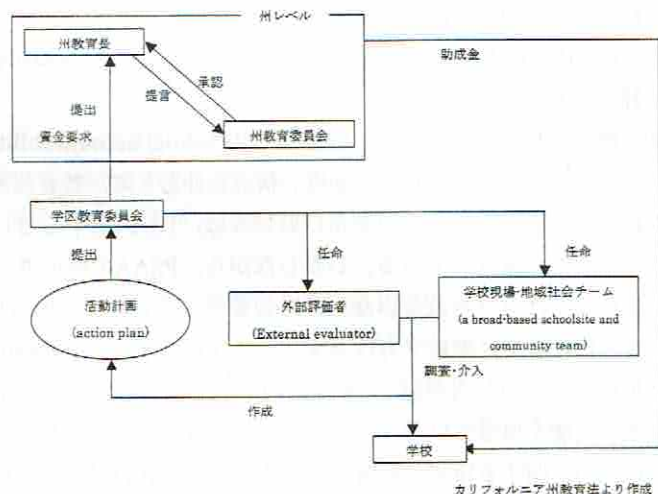 州レベル
州教育長
助成金
承認
提言
提出
資金要求
州教育委員会
学区教育委員会
提出
任命
任命
活動計画
(action plan)
外部評価者
(External evaluator)
学校現場・地域社会チーム
(a broad-based schoolsite and
community team)
調査・介入
作成
学校
カリフォルニア州教育法より作成